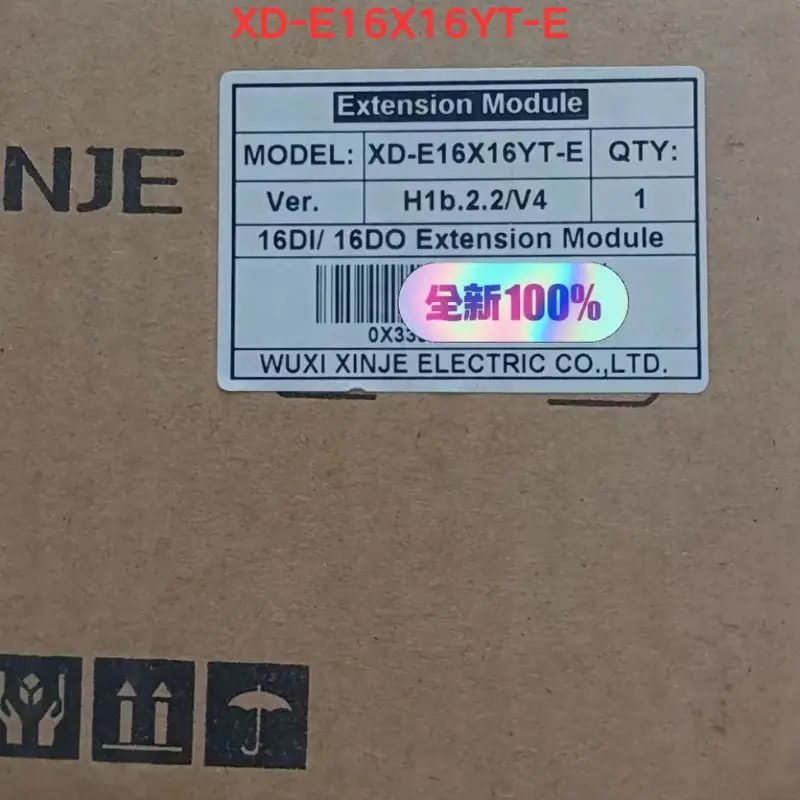 XD-E16X16YT-E
Extension Module
NJE
MODEL: XD-E16X16YT-E QTY:
Ver. H1b.2.2/V4 1
16DI/ 16DO Extension Module
全新100%
0X33
WUXI XINJE ELECTRIC CO.,LTD.